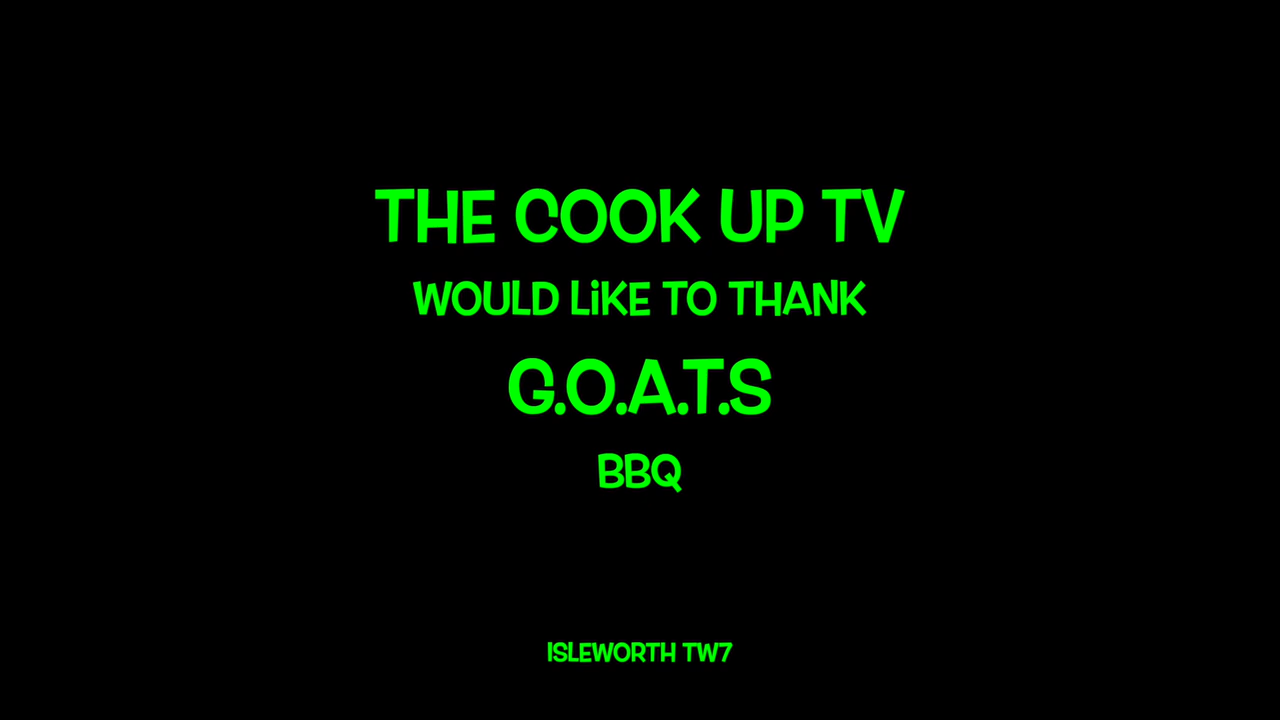 THE COOK UP TV
WOULD LiKE TO THANK
G.O.A.T.S
BBQ
ISLEWORTH TW7